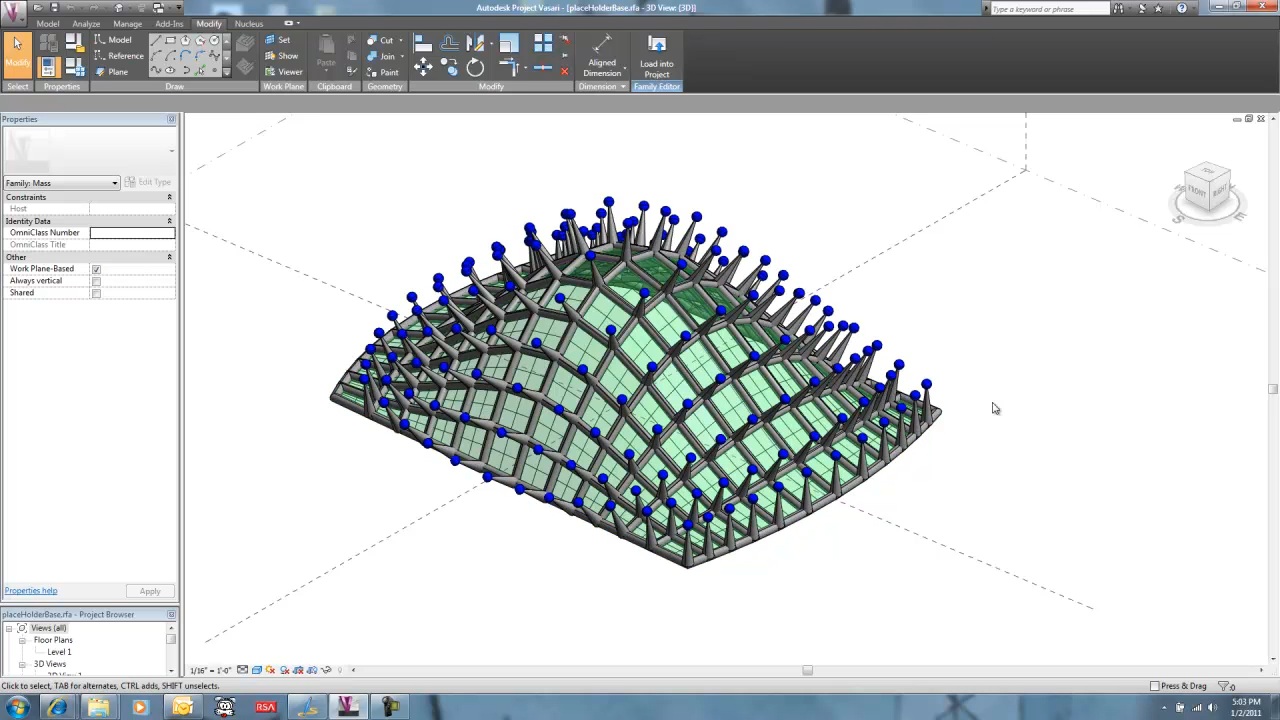 Autodesk Project Vasari - [placeHolderBase.rfa - 3D View: {3D}]
Type a keyword or phrase
Model Analyze Manage Add-Ins Modify Nucleus
Modify
Model
Reference
Plane
Set
Show
Viewer
Paste
Cut
Join
Paint
Aligned
Dimension
Load into
Project
Select Properties Draw Work Plane Clipboard Geometry Modify Dimension Family Editor
Properties
Family: Mass
Edit Type
Constraints
Host
Identity Data
OmniClass Number
OmniClass Title
Other
Work Plane-Based
Always vertical
Shared
TOP
FRONT
RIGHT
S
E
Properties help
Apply
placeHolderBase.rfa - Project Browser
Views (all)
Floor Plans
Level 1
3D Views
1/16" = 1'-0"
Click to select, TAB for alternates, CTRL adds, SHIFT unselects.
Press & Drag
:0
RSA
5:03 PM
1/2/2011